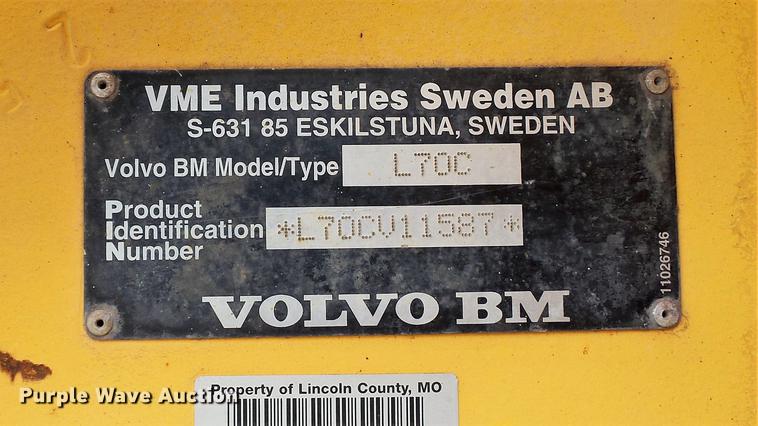 VME Industries Sweden AB
S-631 85 ESKILSTUNA, SWEDEN
Volvo BM Model/Type L70C
Product
Identification *L70CV11587*
Number
11026746
VOLVO BM
Property of Lincoln County, MO
Purple Wave Auction